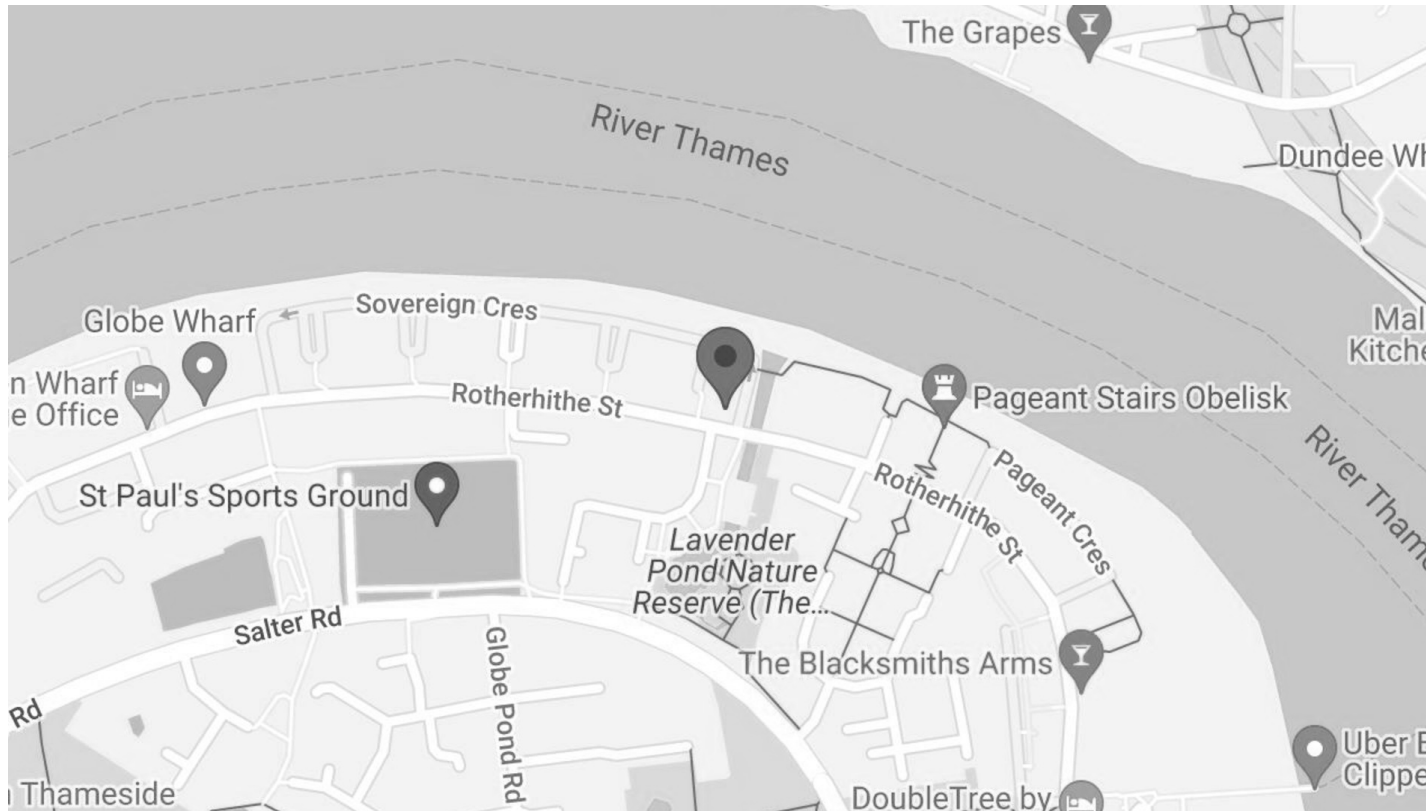 The Grapes
River Thames
Dundee Wh
Sovereign Cres
Globe Wharf
Mal
Kitche
n Wharf
e Office
Rotherhithe St
Pageant Stairs Obelisk
River Thame
St Paul's Sports Ground
Rotherhithe St
Pageant Cres
Lavender
Pond Nature
Reserve (The...
Salter Rd
Globe Pond Rd
The Blacksmiths Arms
Rd
Uber B
Clippe
Thameside
DoubleTree by